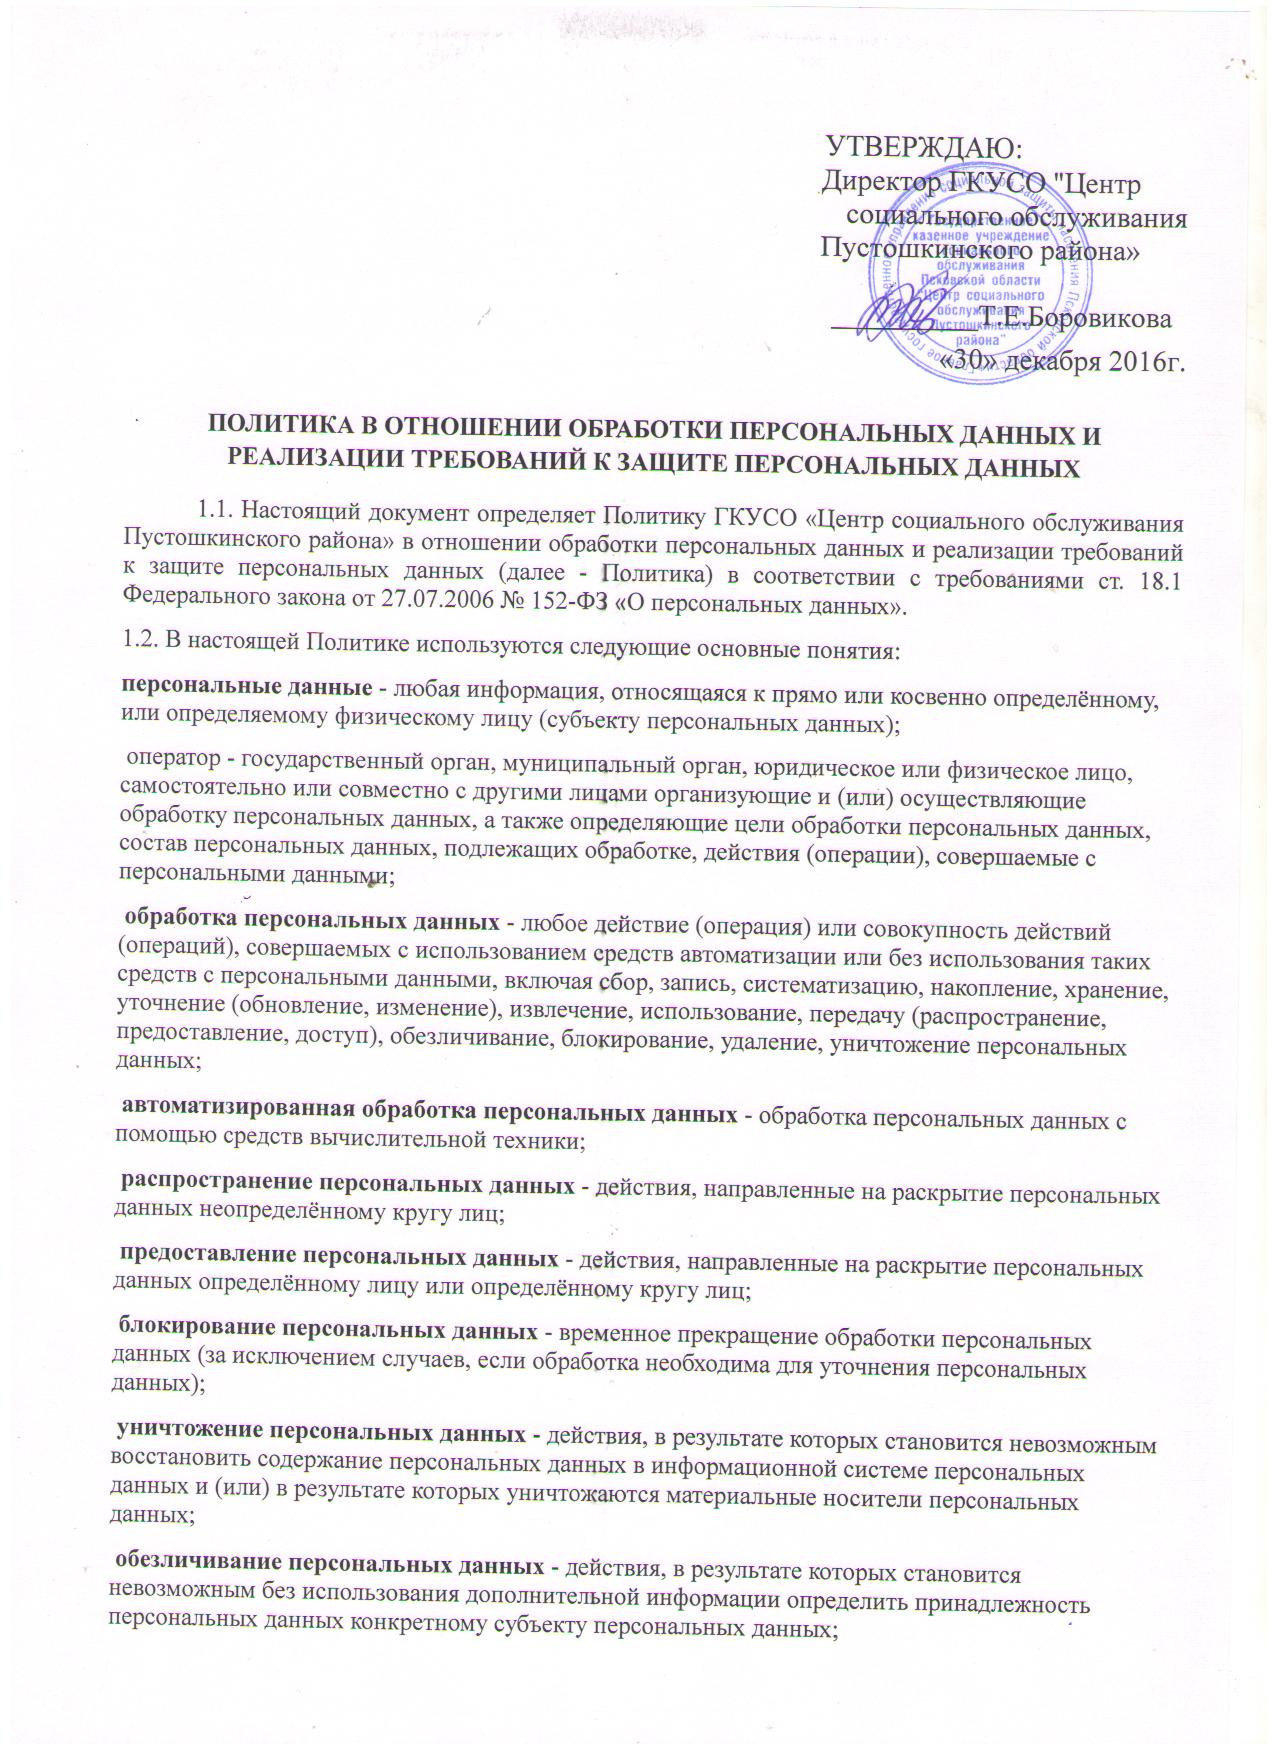 УТВЕРЖДАЮ:
Директор ГКУСО "Центр
социального обслуживания
Пустошкинского района»
Т.Е.Боровикова
«30» декабря 2016г.
казенное учреждение
социального
обслуживания
Псковской области
"Центр социального
обслуживания
Пустошкинского
района"
ПОЛИТИКА В ОТНОШЕНИИ ОБРАБОТКИ ПЕРСОНАЛЬНЫХ ДАННЫХ И
РЕАЛИЗАЦИИ ТРЕБОВАНИЙ К ЗАЩИТЕ ПЕРСОНАЛЬНЫХ ДАННЫХ
1.1. Настоящий документ определяет Политику ГКУСО «Центр социального обслуживания
Пустошкинского района» в отношении обработки персональных данных и реализации требований
к защите персональных данных (далее - Политика) в соответствии с требованиями ст. 18.1
Федерального закона от 27.07.2006 № 152-ФЗ «О персональных данных».
1.2. В настоящей Политике используются следующие основные понятия:
персональные данные - любая информация, относящаяся к прямо или косвенно определённому,
или определяемому физическому лицу (субъекту персональных данных);
оператор - государственный орган, муниципальный орган, юридическое или физическое лицо,
самостоятельно или совместно с другими лицами организующие и (или) осуществляющие
обработку персональных данных, а также определяющие цели обработки персональных данных,
состав персональных данных, подлежащих обработке, действия (операции), совершаемые с
персональными данными;
обработка персональных данных - любое действие (операция) или совокупность действий
(операций), совершаемых с использованием средств автоматизации или без использования таких
средств с персональными данными, включая сбор, запись, систематизацию, накопление, хранение,
уточнение (обновление, изменение), извлечение, использование, передачу (распространение,
предоставление, доступ), обезличивание, блокирование, удаление, уничтожение персональных
данных;
автоматизированная обработка персональных данных - обработка персональных данных с
помощью средств вычислительной техники;
распространение персональных данных - действия, направленные на раскрытие персональных
данных неопределённому кругу лиц;
предоставление персональных данных - действия, направленные на раскрытие персональных
данных определённому лицу или определённому кругу лиц;
блокирование персональных данных - временное прекращение обработки персональных
данных (за исключением случаев, если обработка необходима для уточнения персональных
данных);
уничтожение персональных данных - действия, в результате которых становится невозможным
восстановить содержание персональных данных в информационной системе персональных
данных и (или) в результате которых уничтожаются материальные носители персональных
данных;
обезличивание персональных данных - действия, в результате которых становится
невозможным без использования дополнительной информации определить принадлежность
персональных данных конкретному субъекту персональных данных;